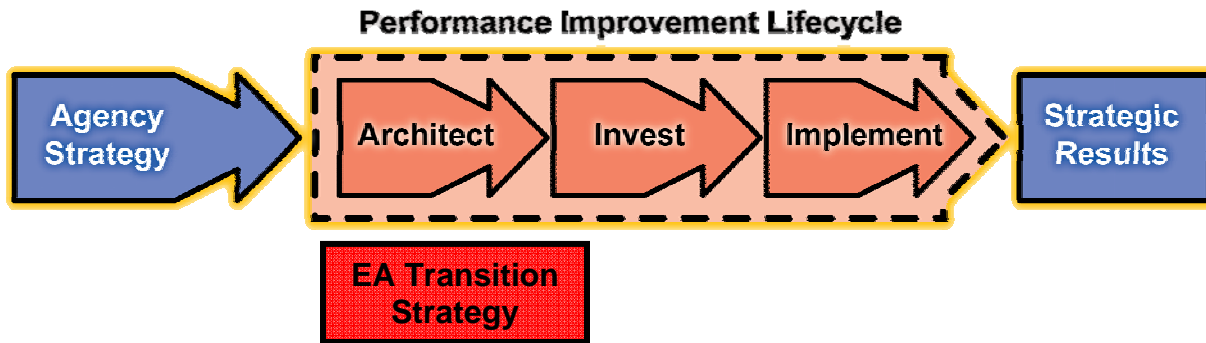 Performance Improvement Lifecycle
Agency
Strategy
Architect
Invest
Implement
Strategic
Results
EA Transition
Strategy